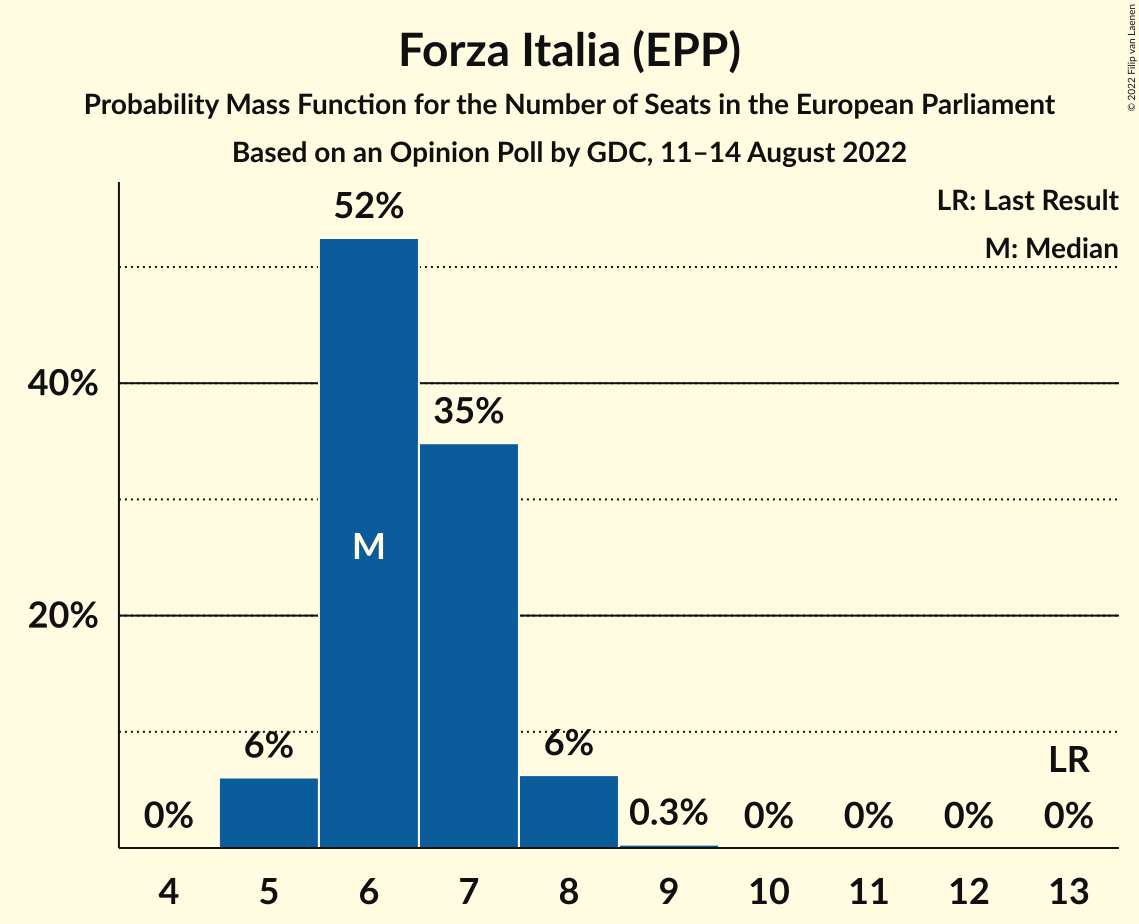 Forza Italia (EPP)
Probability Mass Function for the Number of Seats in the European Parliament
Based on an Opinion Poll by GDC, 11–14 August 2022
© 2022 Filip van Laenen
LR: Last Result
M: Median
52%
40%
35%
M
20%
6%
6%
LR
0%
0.3%
0%
0%
0%
0%
4 5 6 7 8 9 10 11 12 13